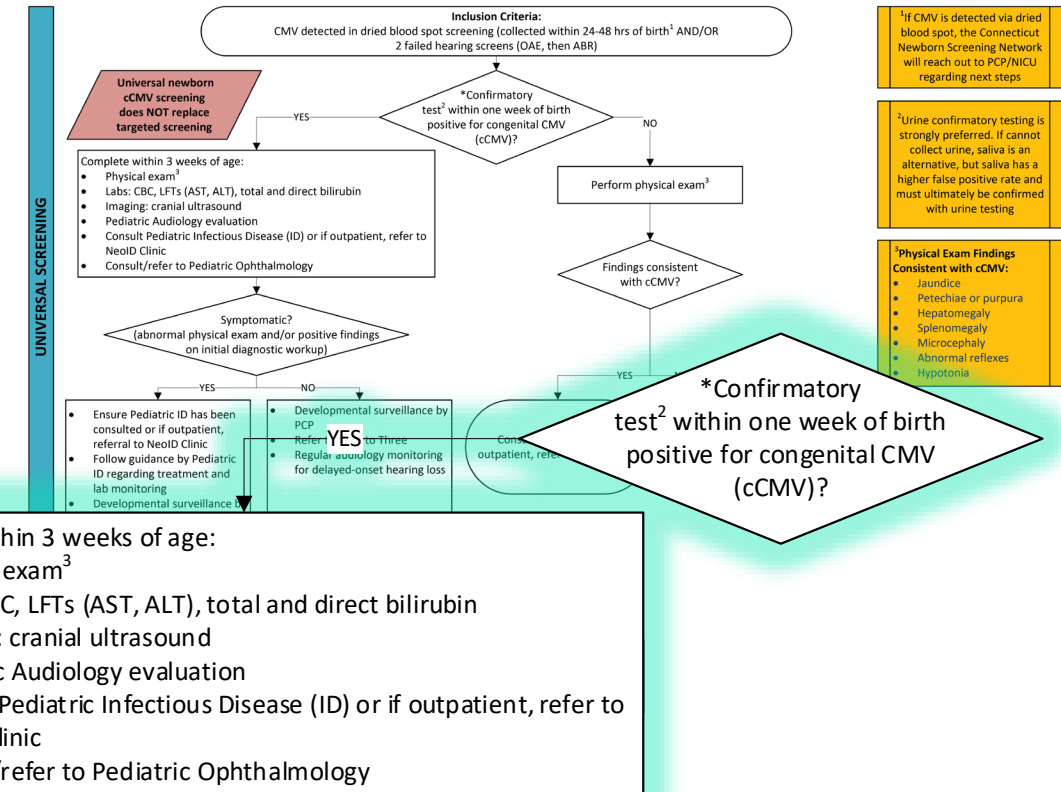 Inclusion Criteria:
CMV detected in dried blood spot screening (collected within 24-48 hrs of birth¹ AND/OR
2 failed hearing screens (OAE, then ABR)
Universal newborn
cCMV screening
does NOT replace
targeted screening
*Confirmatory
test² within one week of birth
positive for congenital CMV
(cCMV)?
YES
NO
UNIVERSAL SCREENING
Complete within 3 weeks of age:
• Physical exam³
• Labs: CBC, LFTs (AST, ALT), total and direct bilirubin
• Imaging: cranial ultrasound
• Pediatric Audiology evaluation
• Consult Pediatric Infectious Disease (ID) or if outpatient, refer to
NeoID Clinic
• Consult/refer to Pediatric Ophthalmology
Perform physical exam³
Findings consistent
with cCMV?
Symptomatic?
(abnormal physical exam and/or positive findings
on initial diagnostic workup)
YES
NO
YES
• Ensure Pediatric ID has been
consulted or if outpatient,
referral to NeoID Clinic
• Follow guidance by Pediatric
ID regarding treatment and
lab monitoring
• Developmental surveillance
• Developmental surveillance by
PCP
• Refer to Three
• Regular audiology monitoring
for delayed-onset hearing loss
outpatient, refer
¹If CMV is detected via dried
blood spot, the Connecticut
Newborn Screening Network
will reach out to PCP/NICU
regarding next steps
²Urine confirmatory testing is
strongly preferred. If cannot
collect urine, saliva is an
alternative, but saliva has a
higher false positive rate and
must ultimately be confirmed
with urine testing
³Physical Exam Findings
Consistent with cCMV:
• Jaundice
• Petechiae or purpura
• Hepatomegaly
• Splenomegaly
• Microcephaly
• Abnormal reflexes
• Hypotonia
*Confirmatory
test² within one week of birth
positive for congenital CMV
(cCMV)?
YES
hin 3 weeks of age:
exam³
C, LFTs (AST, ALT), total and direct bilirubin
: cranial ultrasound
c Audiology evaluation
Pediatric Infectious Disease (ID) or if outpatient, refer to
linic
/refer to Pediatric Ophthalmology